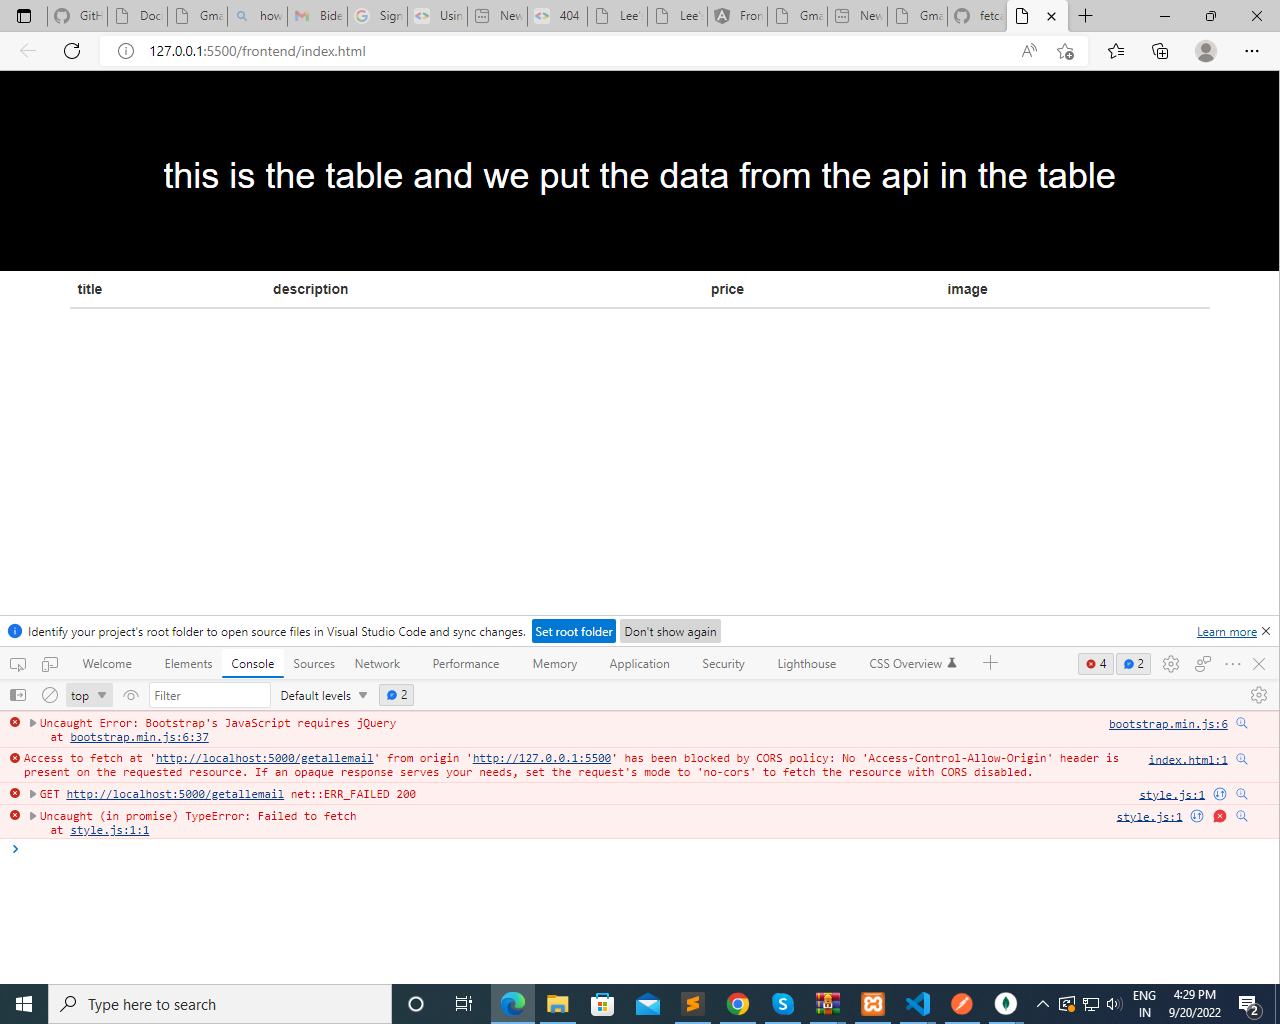 GitH
Docu
Gma
how
Bide
Sign
Usin
New
404
Lee'
Lee'
Fron
Gma
New
Gma
fetca
127.0.0.1:5500/frontend/index.html
this is the table and we put the data from the api in the table
title description price image
Identify your project's root folder to open source files in Visual Studio Code and sync changes. Set root folder Don't show again Learn more
Welcome Elements Console Sources Network Performance Memory Application Security Lighthouse CSS Overview 4 2
top Filter Default levels 2
Uncaught Error: Bootstrap's JavaScript requires jQuery bootstrap.min.js:6
at bootstrap.min.js:6:37
Access to fetch at 'http://localhost:5000/getallemail' from origin 'http://127.0.0.1:5500' has been blocked by CORS policy: No 'Access-Control-Allow-Origin' header is index.html:1
present on the requested resource. If an opaque response serves your needs, set the request's mode to 'no-cors' to fetch the resource with CORS disabled.
GET http://localhost:5000/getallemail net::ERR_FAILED 200 style.js:1
Uncaught (in promise) TypeError: Failed to fetch style.js:1
at style.js:1:1
Type here to search
ENG
IN
4:29 PM
9/20/2022
2